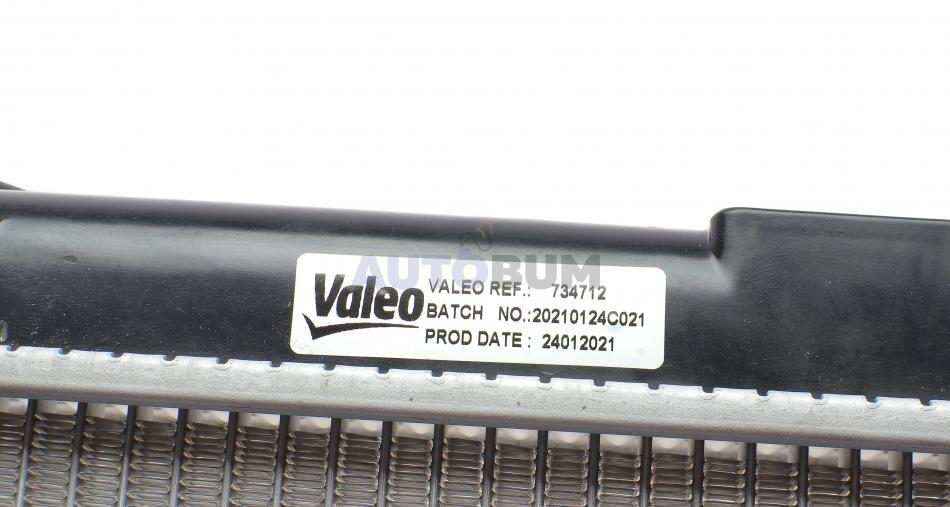 AUTOBUM
Valeo
VALEO REF.: 734712
BATCH NO.:20210124C021
PROD DATE : 24012021